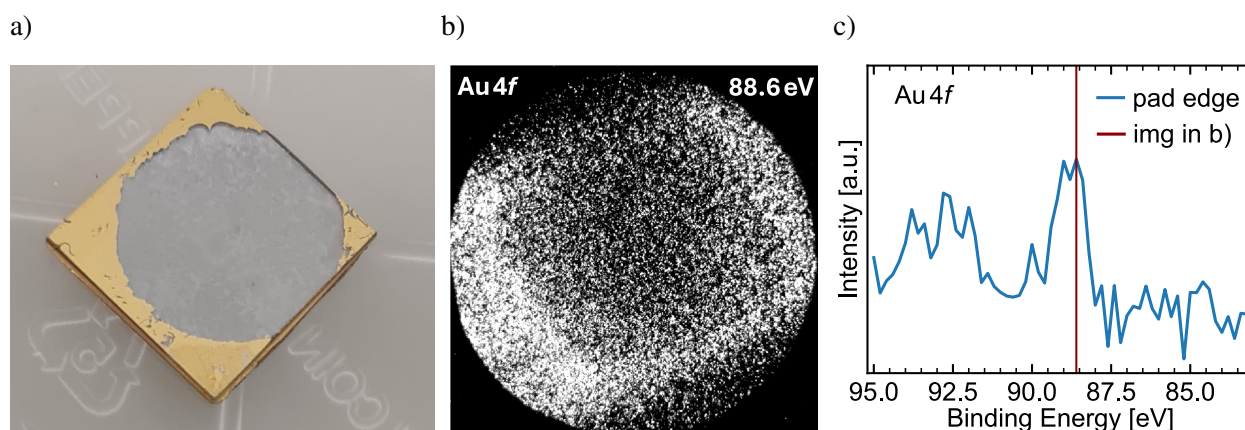 a)
b)
c)
Au 4f
88.6 eV
Au 4f
pad edge
img in b)
Intensity [a.u.]
95.0 92.5 90.0 87.5 85.0
Binding Energy [eV]